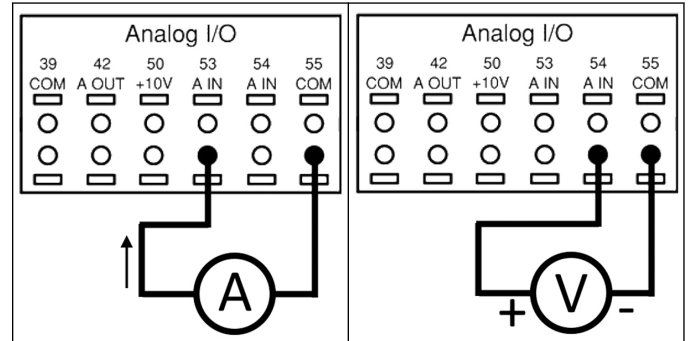 Analog I/O
39 42 50 53 54 55
COM A OUT +10V A IN A IN COM
A
Analog I/O
39 42 50 53 54 55
COM A OUT +10V A IN A IN COM
+ V -